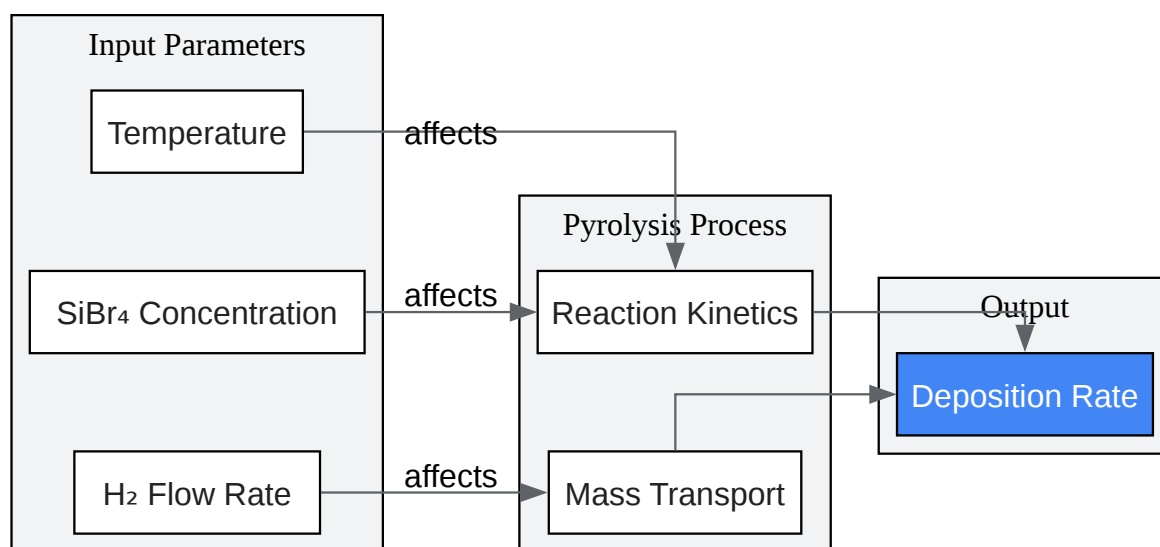 Input Parameters
Temperature
affects
Pyrolysis Process
SiBr₄ Concentration
affects
Reaction Kinetics
Output
Deposition Rate
H₂ Flow Rate
affects
Mass Transport